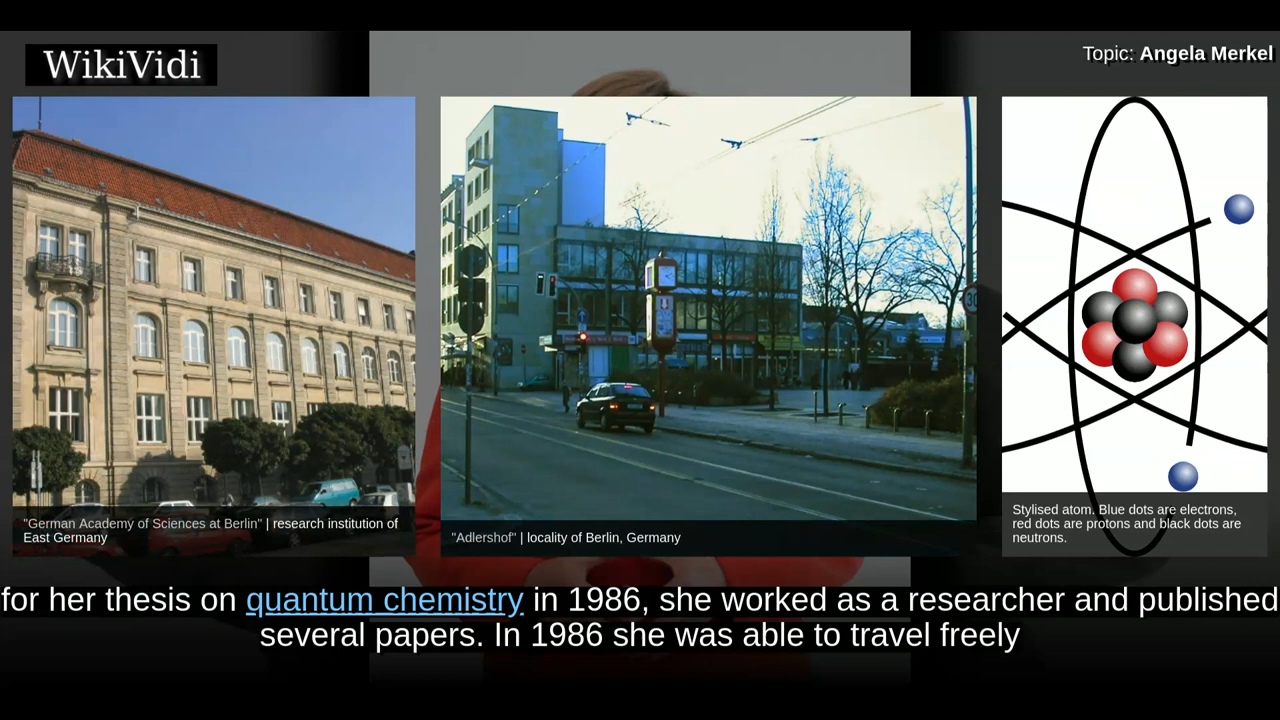 WikiVidi
Topic: Angela Merkel
30
"German Academy of Sciences at Berlin" | research institution of
East Germany
"Adlershof" | locality of Berlin, Germany
Stylised atom. Blue dots are electrons,
red dots are protons and black dots are
neutrons.
for her thesis on quantum chemistry in 1986, she worked as a researcher and published
several papers. In 1986 she was able to travel freely